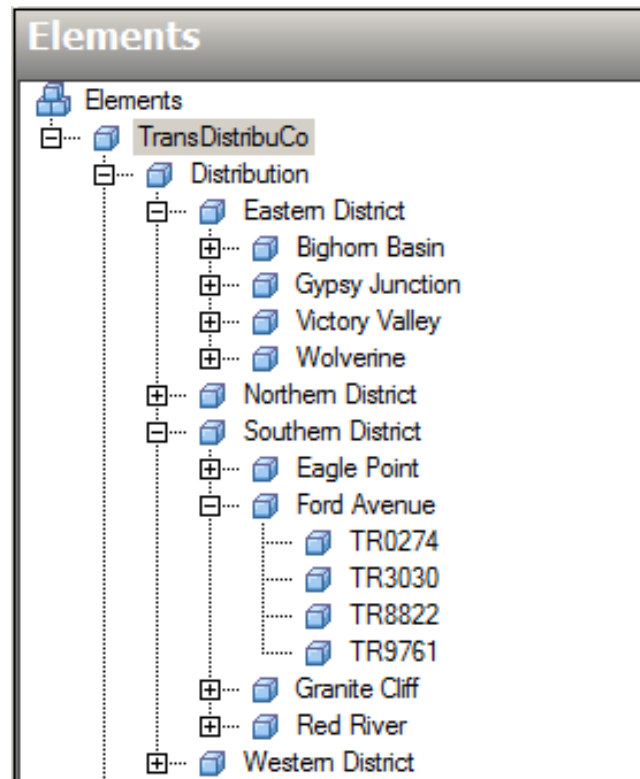 Elements
Elements
TransDistribuCo
Distribution
Eastern District
Bighorn Basin
Gypsy Junction
Victory Valley
Wolverine
Northern District
Southern District
Eagle Point
Ford Avenue
TR0274
TR3030
TR8822
TR9761
Granite Cliff
Red River
Western District